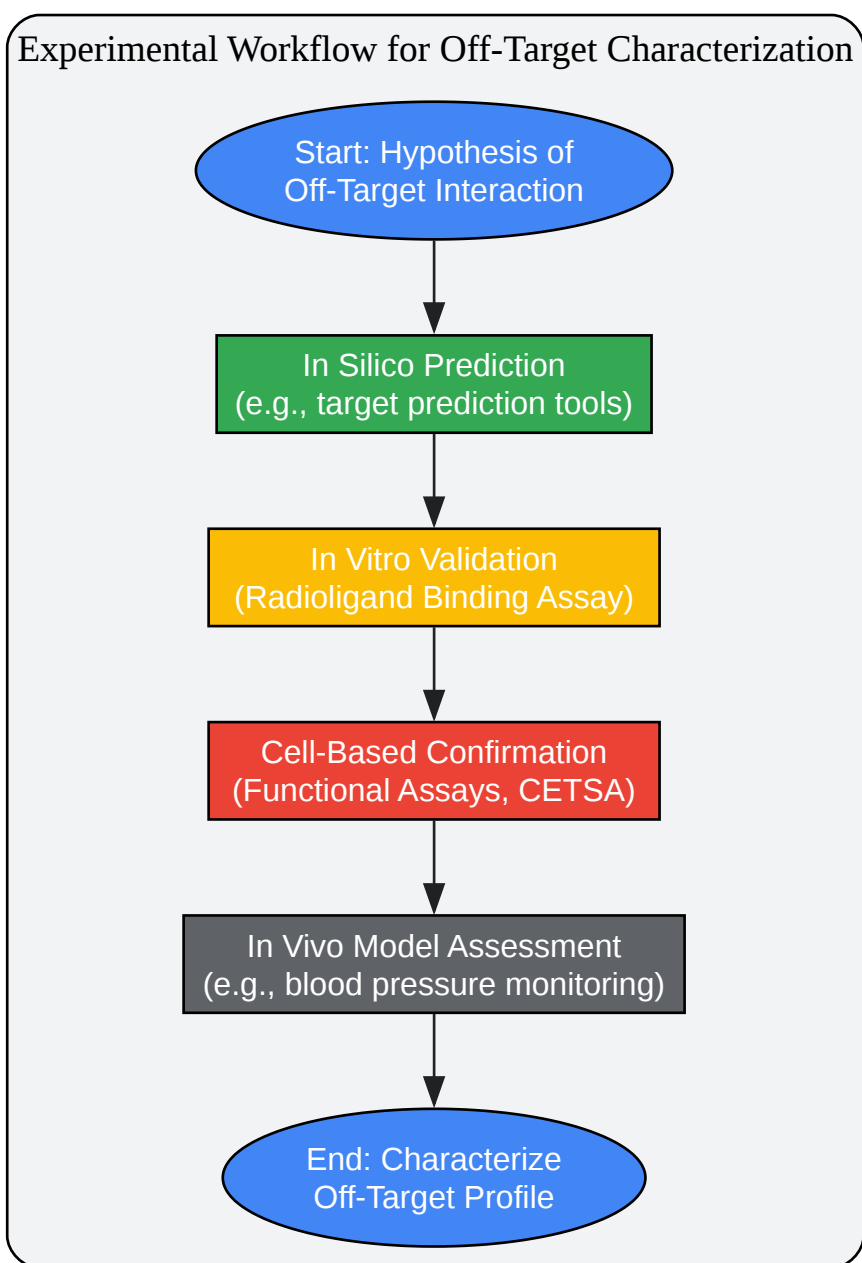 Experimental Workflow for Off-Target Characterization
Start: Hypothesis of
Off-Target Interaction
In Silico Prediction
(e.g., target prediction tools)
In Vitro Validation
(Radioligand Binding Assay)
Cell-Based Confirmation
(Functional Assays, CETSA)
In Vivo Model Assessment
(e.g., blood pressure monitoring)
End: Characterize
Off-Target Profile